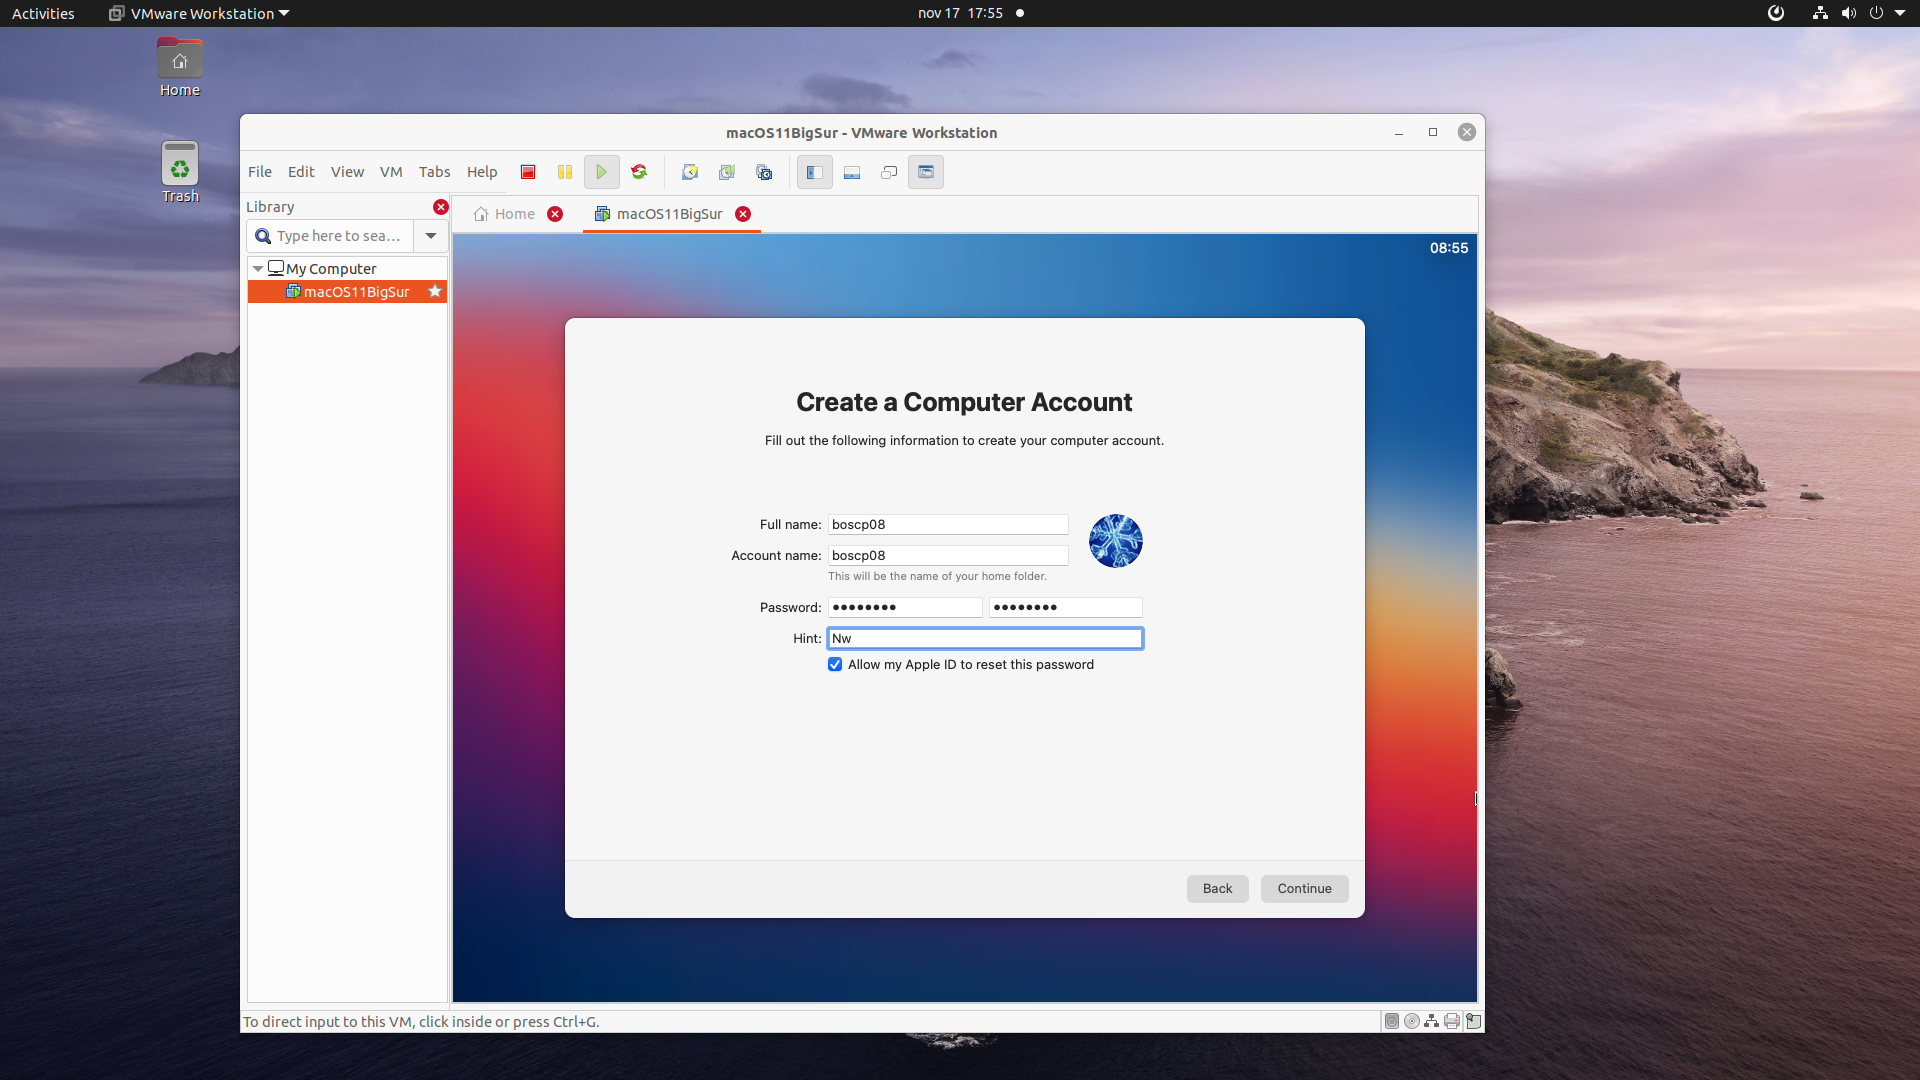 Activities
VMware Workstation
nov 17 17:55
Home
Trash
macOS11BigSur - VMware Workstation
File Edit View VM Tabs Help
Library
Type here to sea…
My Computer
macOS11BigSur
Home
macOS11BigSur
08:55
Create a Computer Account
Fill out the following information to create your computer account.
Full name: boscp08
Account name: boscp08
This will be the name of your home folder.
Password: •••••••• ••••••••
Hint: Nw
Allow my Apple ID to reset this password
Back Continue
To direct input to this VM, click inside or press Ctrl+G.